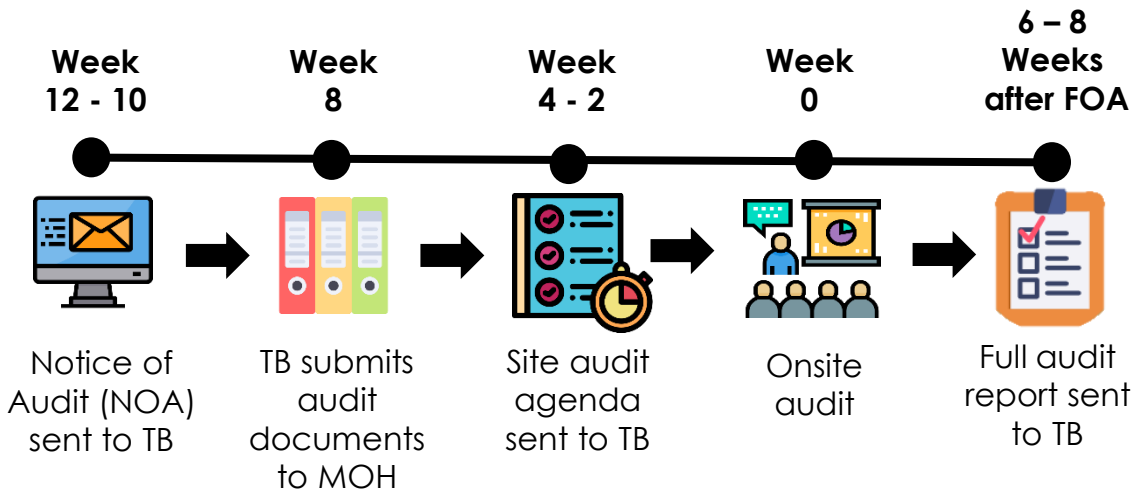 Week
12 - 10
Week
8
Week
4 - 2
Week
0
6 – 8
Weeks
after FOA
Notice of
Audit (NOA)
sent to TB
TB submits
audit
documents
to MOH
Site audit
agenda
sent to TB
Onsite
audit
Full audit
report sent
to TB